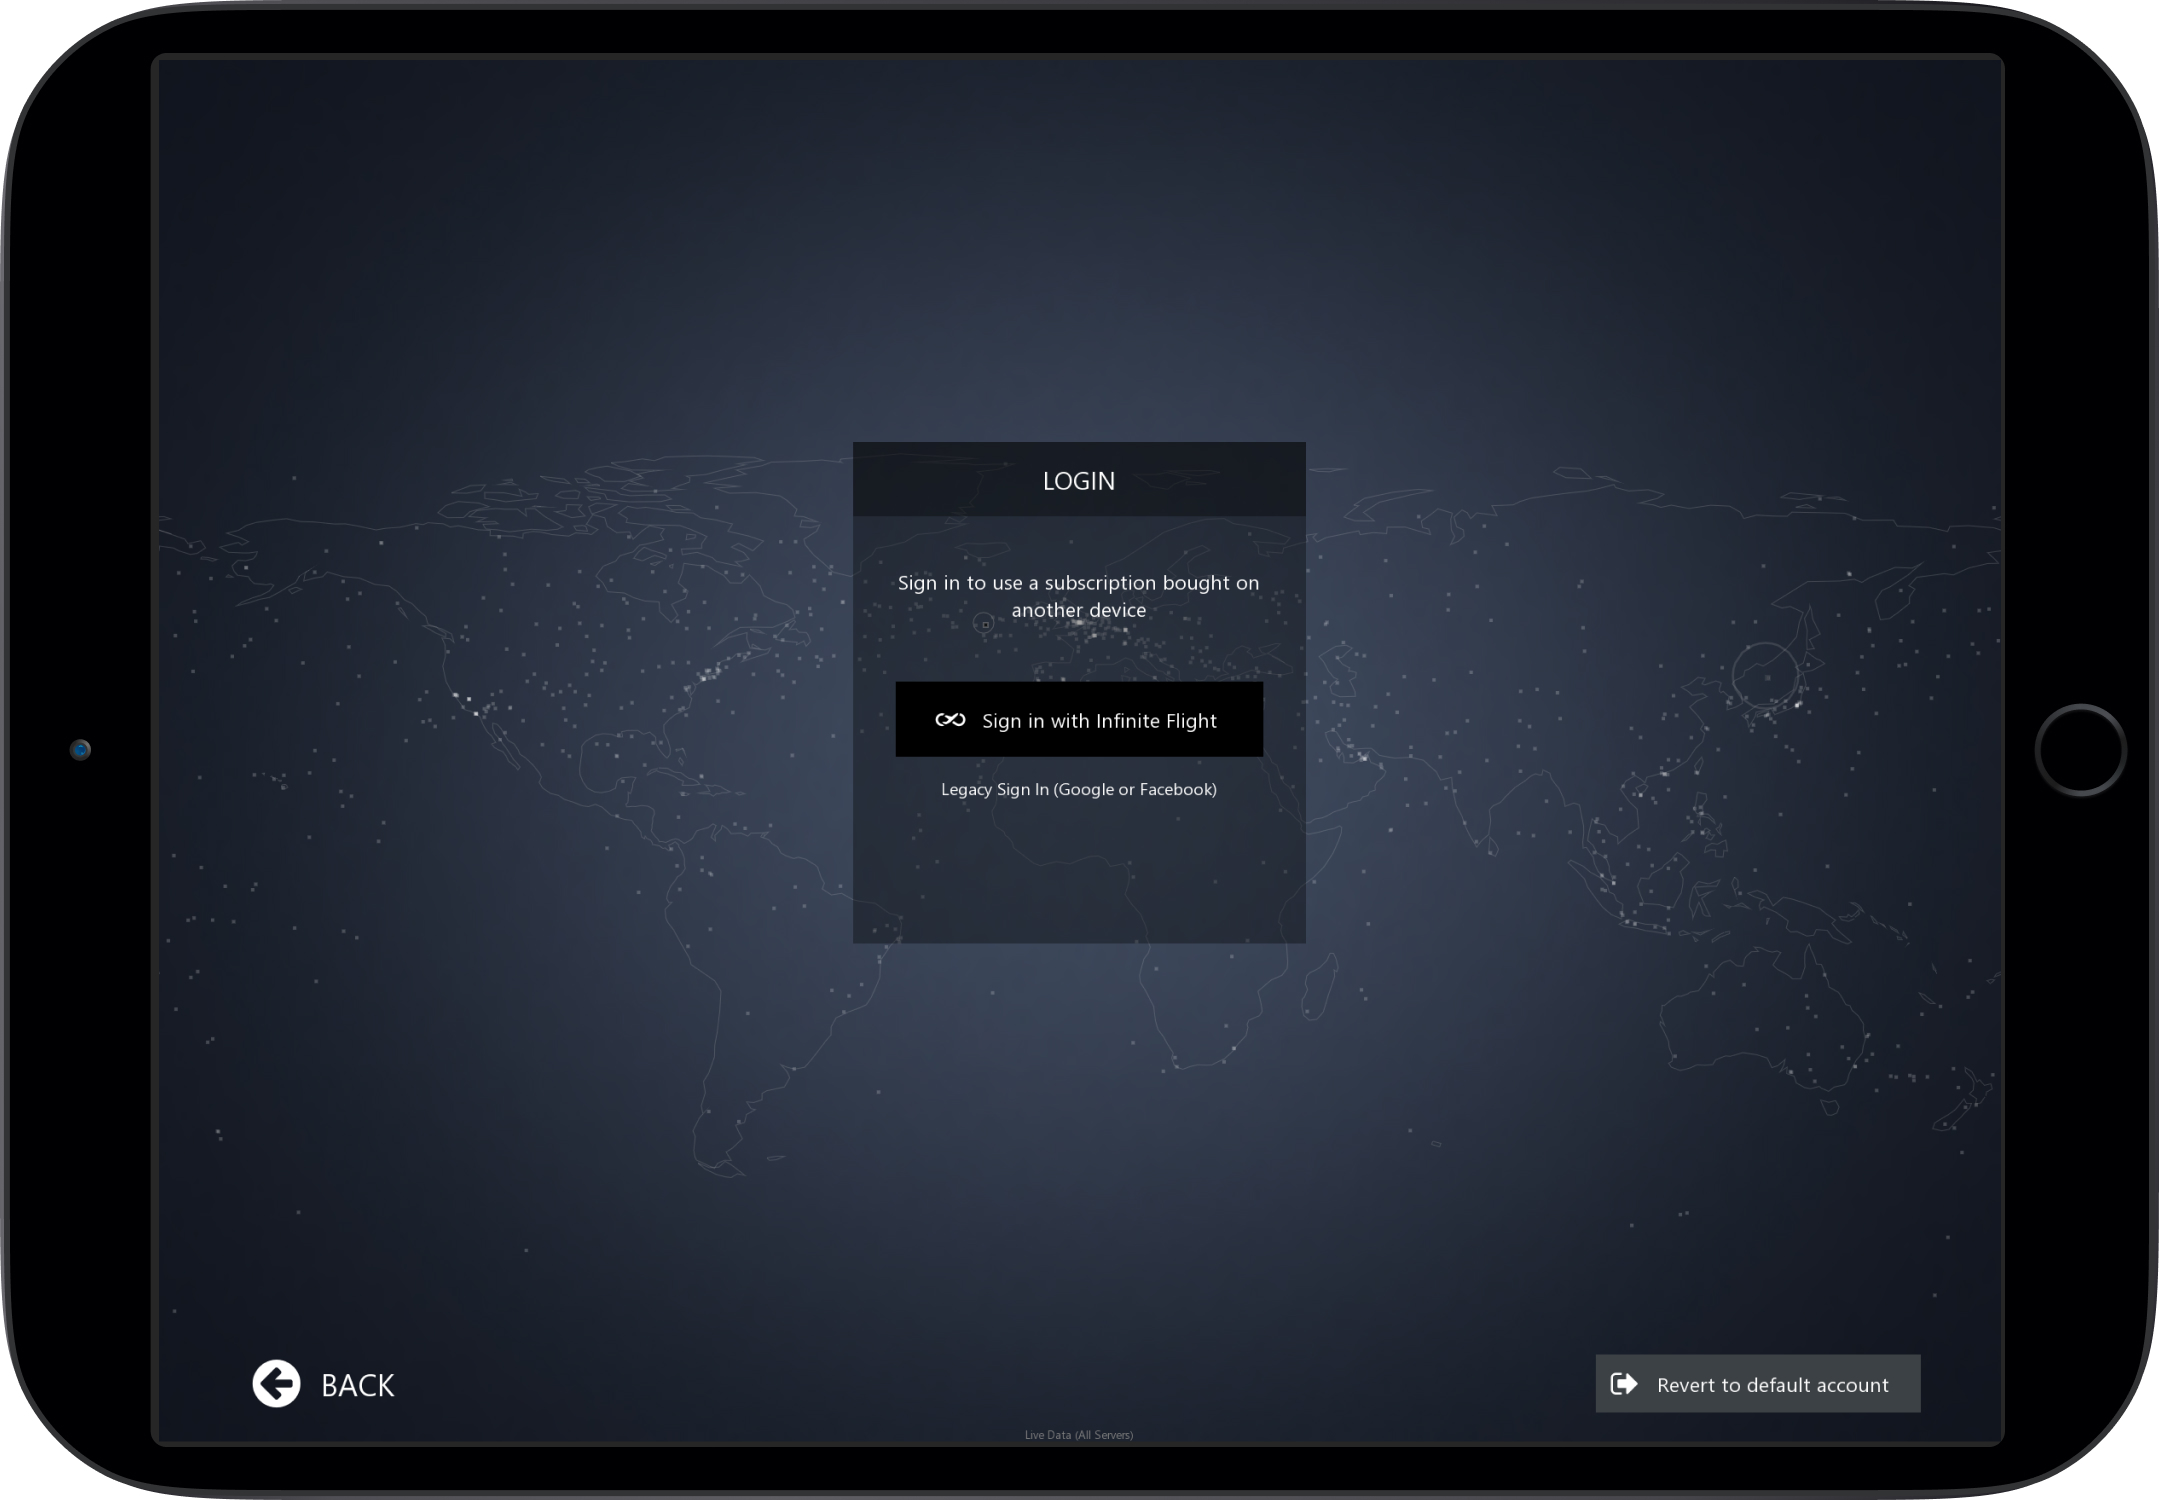 LOGIN
Sign in to use a subscription bought on
another device
Sign in with Infinite Flight
Legacy Sign In (Google or Facebook)
BACK
Revert to default account
Live Data (All Servers)